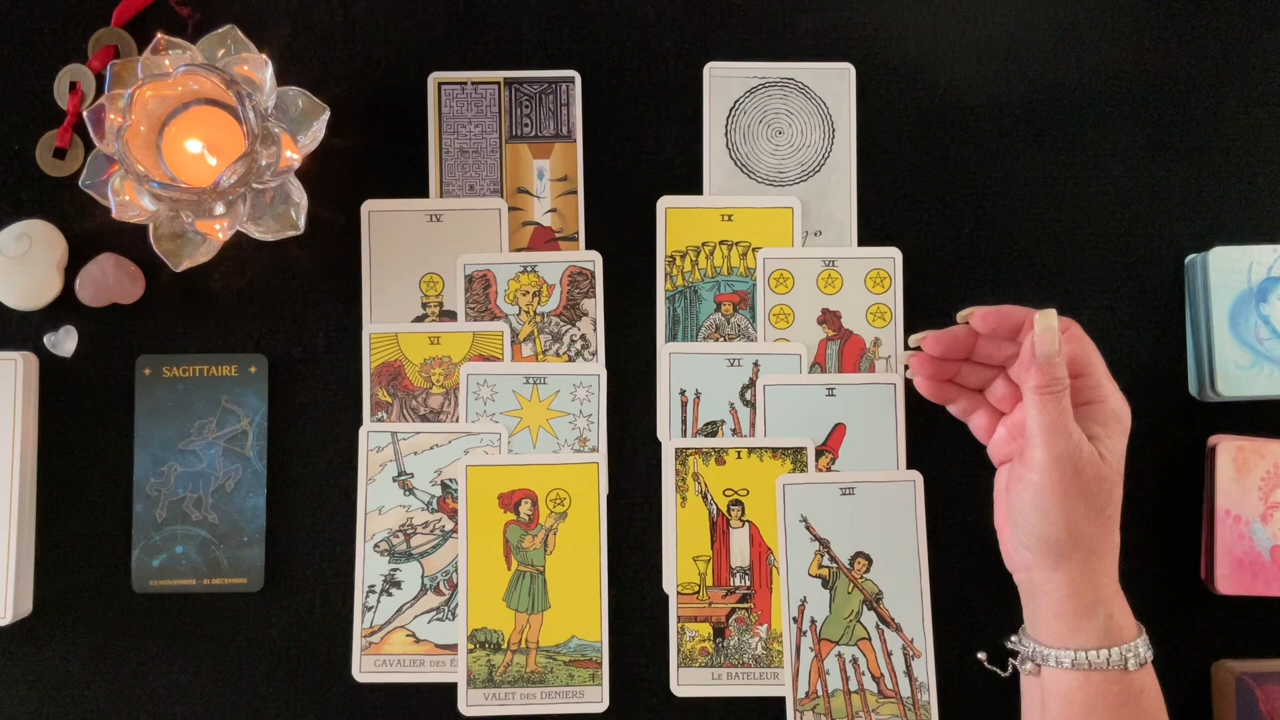 IV
XX
VI
XVII
CAVALIER DES É
VALET DES DENIERS
IX
VI
VI
II
I
LE BATELEUR
VII
SAGITTAIRE